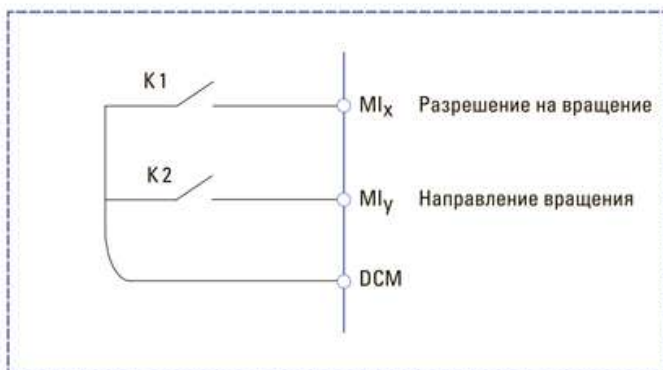 K1
MIx Разрешение на вращение
K2
MIy Направление вращения
DCM